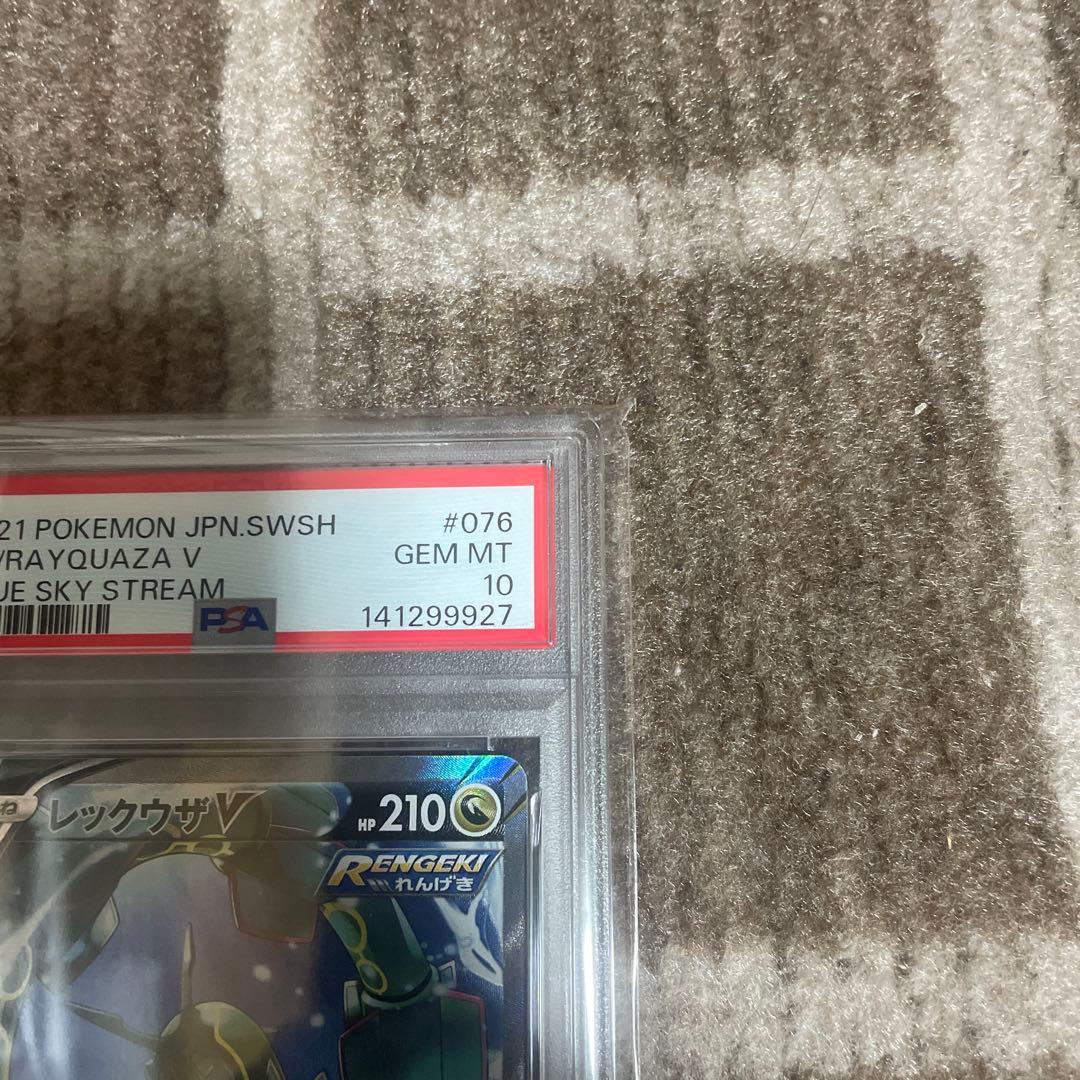 21 POKEMON JPN.SWSH #076
/RAYQUAZA V GEM MT
UE SKY STREAM 10
PSA 141299927
ね レックウザV HP 210
RENGEKI
れんげき